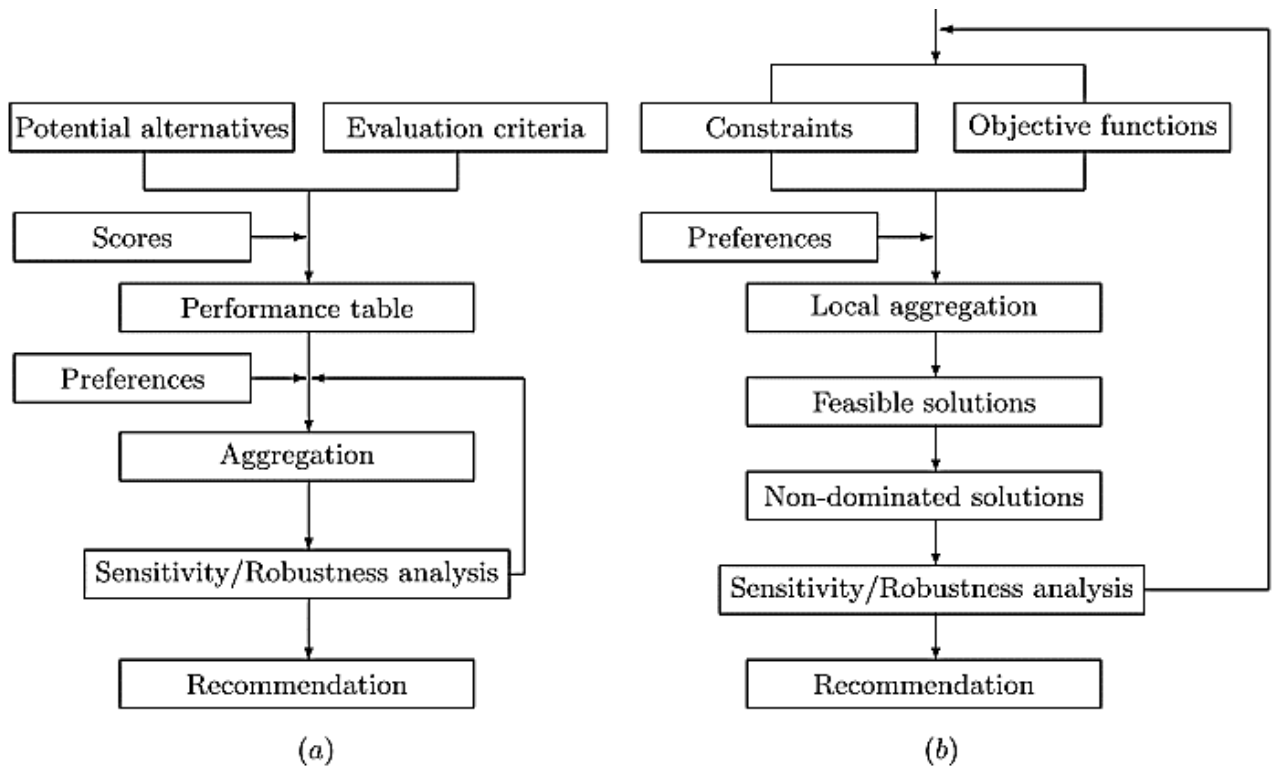 Potential alternatives
Evaluation criteria
Scores
Performance table
Preferences
Aggregation
Sensitivity/Robustness analysis
Recommendation
(a)
Constraints
Objective functions
Preferences
Local aggregation
Feasible solutions
Non-dominated solutions
Sensitivity/Robustness analysis
Recommendation
(b)